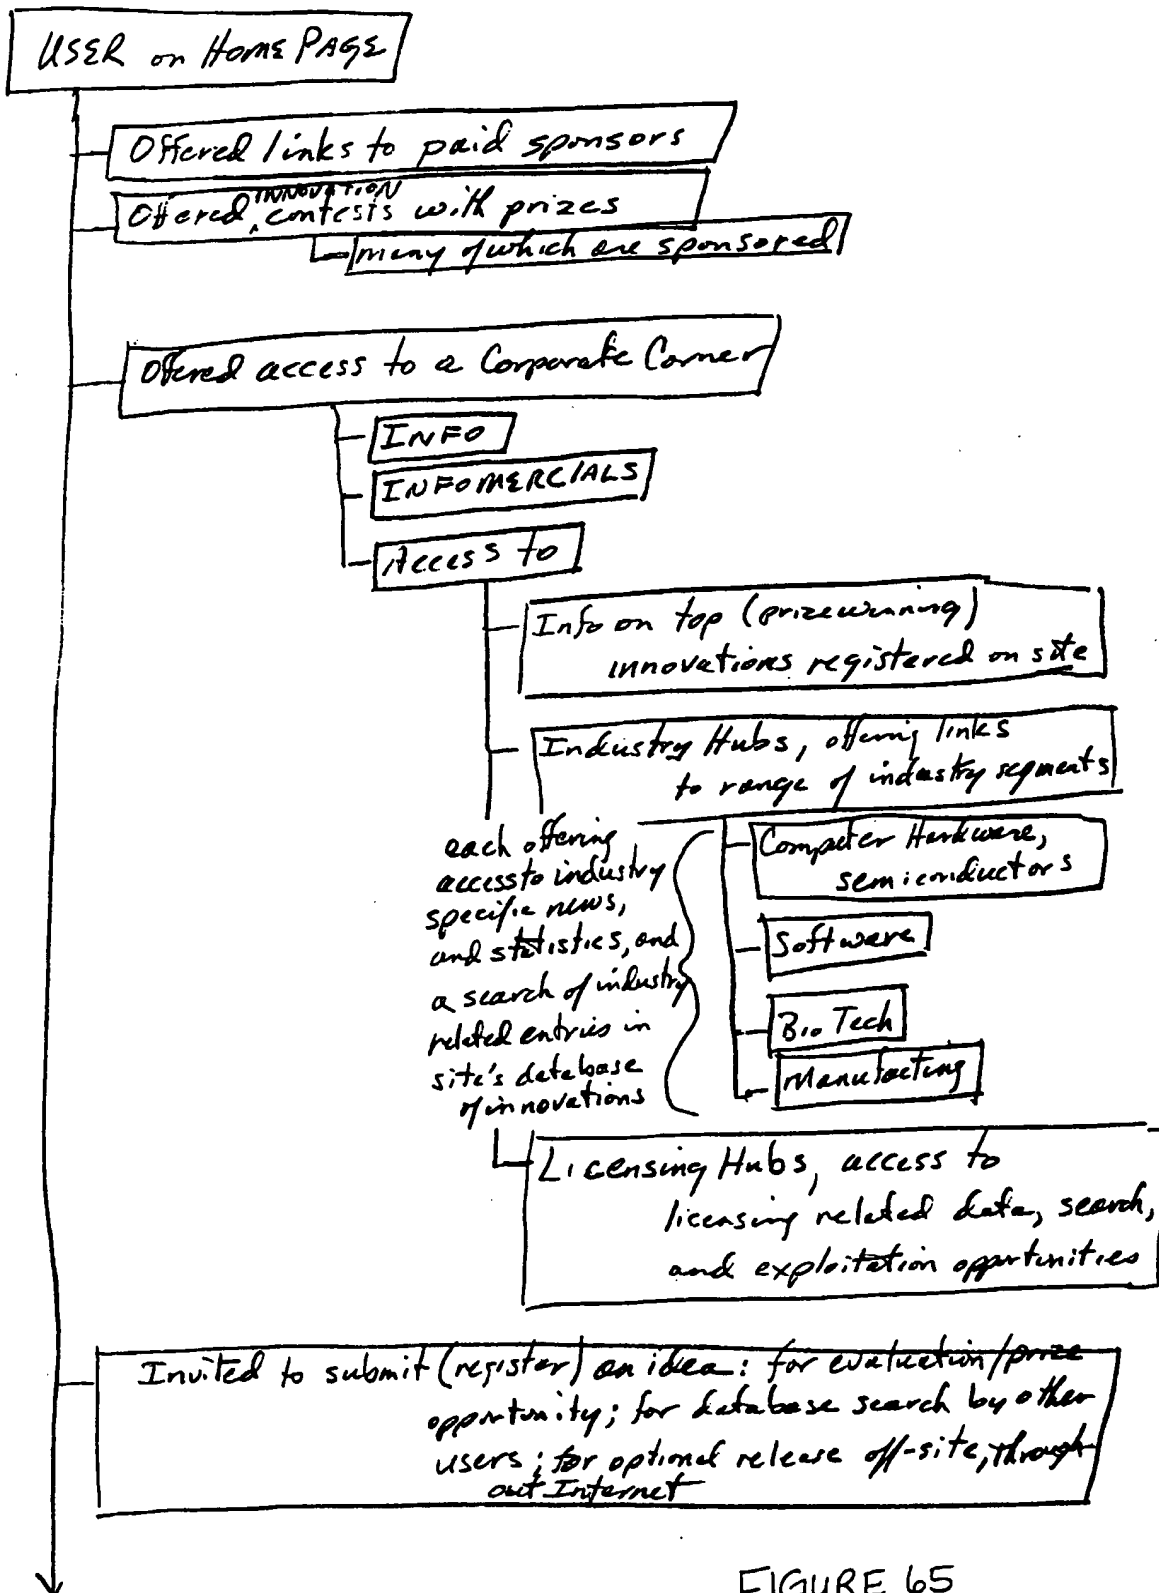 USER on HOME PAGE
Offered links to paid sponsors
INNOVATION
Offered ^ contests with prizes
many of which are sponsored
Offered access to a Corporate Corner
INFO
INFOMERCIALS
Access to
Info on top (prizewinning)
innovations registered on site
Industry Hubs, offering links
to range of industry segments
each offering
access to industry
specific news,
and statistics, and
a search of industry
related entries in
site's database
of innovations
Computer Hardware,
semiconductors
Software
BioTech
Manufacting
Licensing Hubs, access to
licensing related data, search,
and exploitation opportunities
Invited to submit (register) an idea: for evaluation/prize
opportunity; for database search by other
users; for optional release off-site, through-
out Internet
FIGURE 65